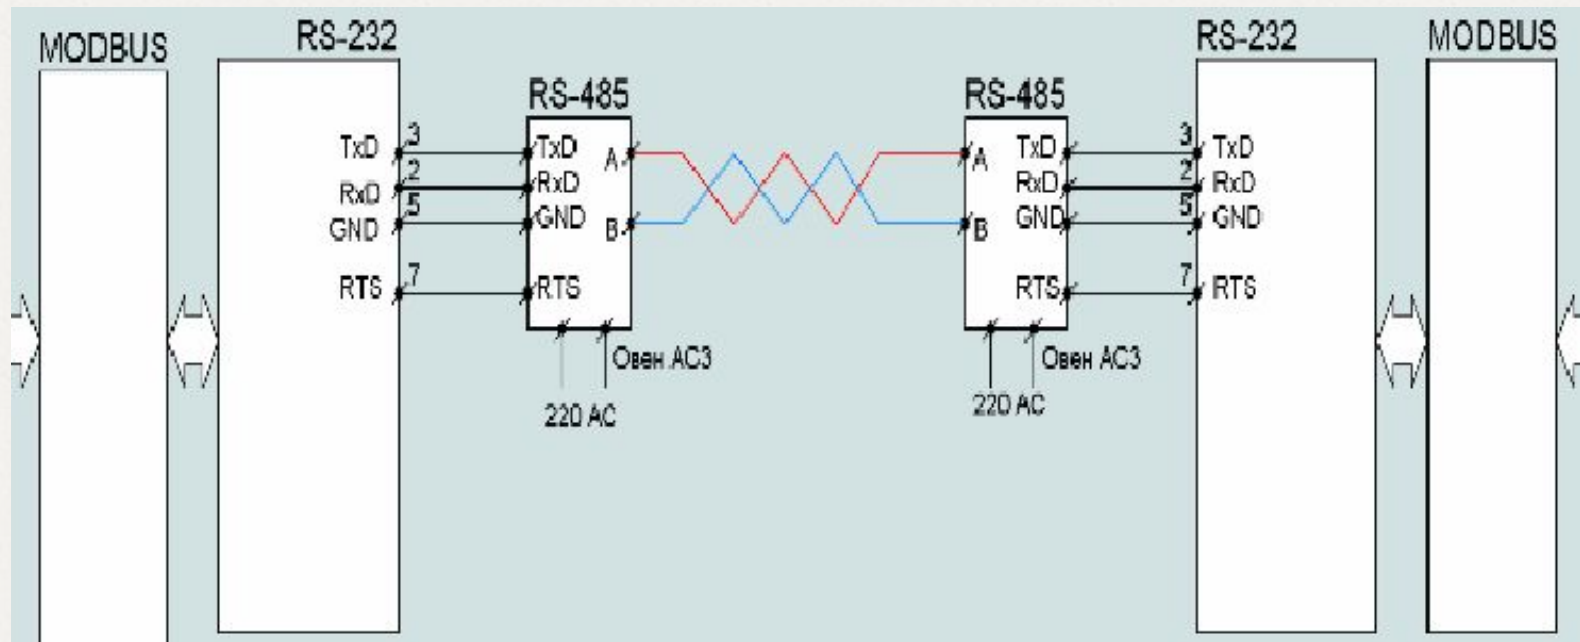 MODBUS RS-232 RS-232 MODBUS
RS-485 RS-485
TxD 3 TxD A A TxD 3 TxD
RxD 2 RxD RxD 2 RxD
GND 5 GND B B GND 5 GND
RTS 7 RTS RTS 7 RTS
Овен АС3 Овен АС3
220 AC 220 AC